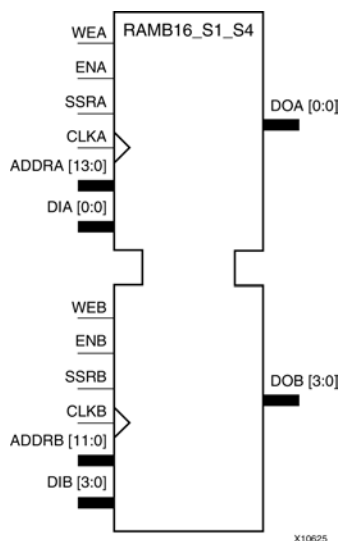 RAMB16_S1_S4
WEA
ENA
SSRA
CLKA
ADDRA [13:0]
DIA [0:0]
DOA [0:0]
WEB
ENB
SSRB
CLKB
ADDRB [11:0]
DIB [3:0]
DOB [3:0]
X10625